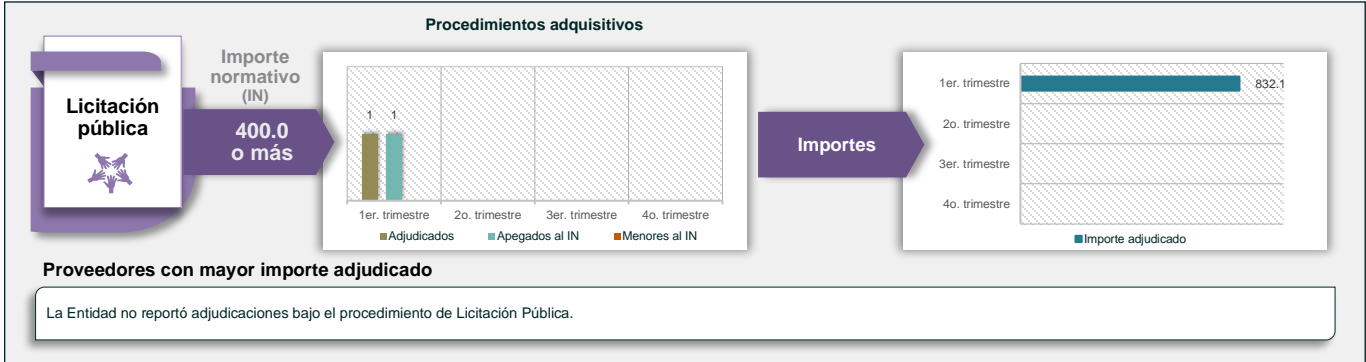 Procedimientos adquisitivos
Licitación
pública
Importe
normativo
(IN)
400.0
o más
1 1
1er. trimestre 2o. trimestre 3er. trimestre 4o. trimestre
Adjudicados Apegados al IN Menores al IN
Importes
1er. trimestre 832.1
2o. trimestre
3er. trimestre
4o. trimestre
Importe adjudicado
Proveedores con mayor importe adjudicado
La Entidad no reportó adjudicaciones bajo el procedimiento de Licitación Pública.